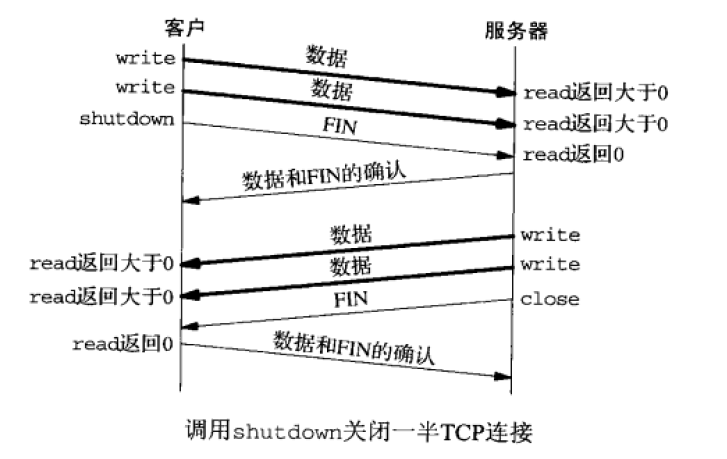 客户 服务器
write 数据
read返回大于0
write 数据
read返回大于0
shutdown FIN
read返回0
数据和FIN的确认
数据 write
read返回大于0
数据 write
read返回大于0
FIN close
read返回0 数据和FIN的确认
调用shutdown关闭一半TCP连接